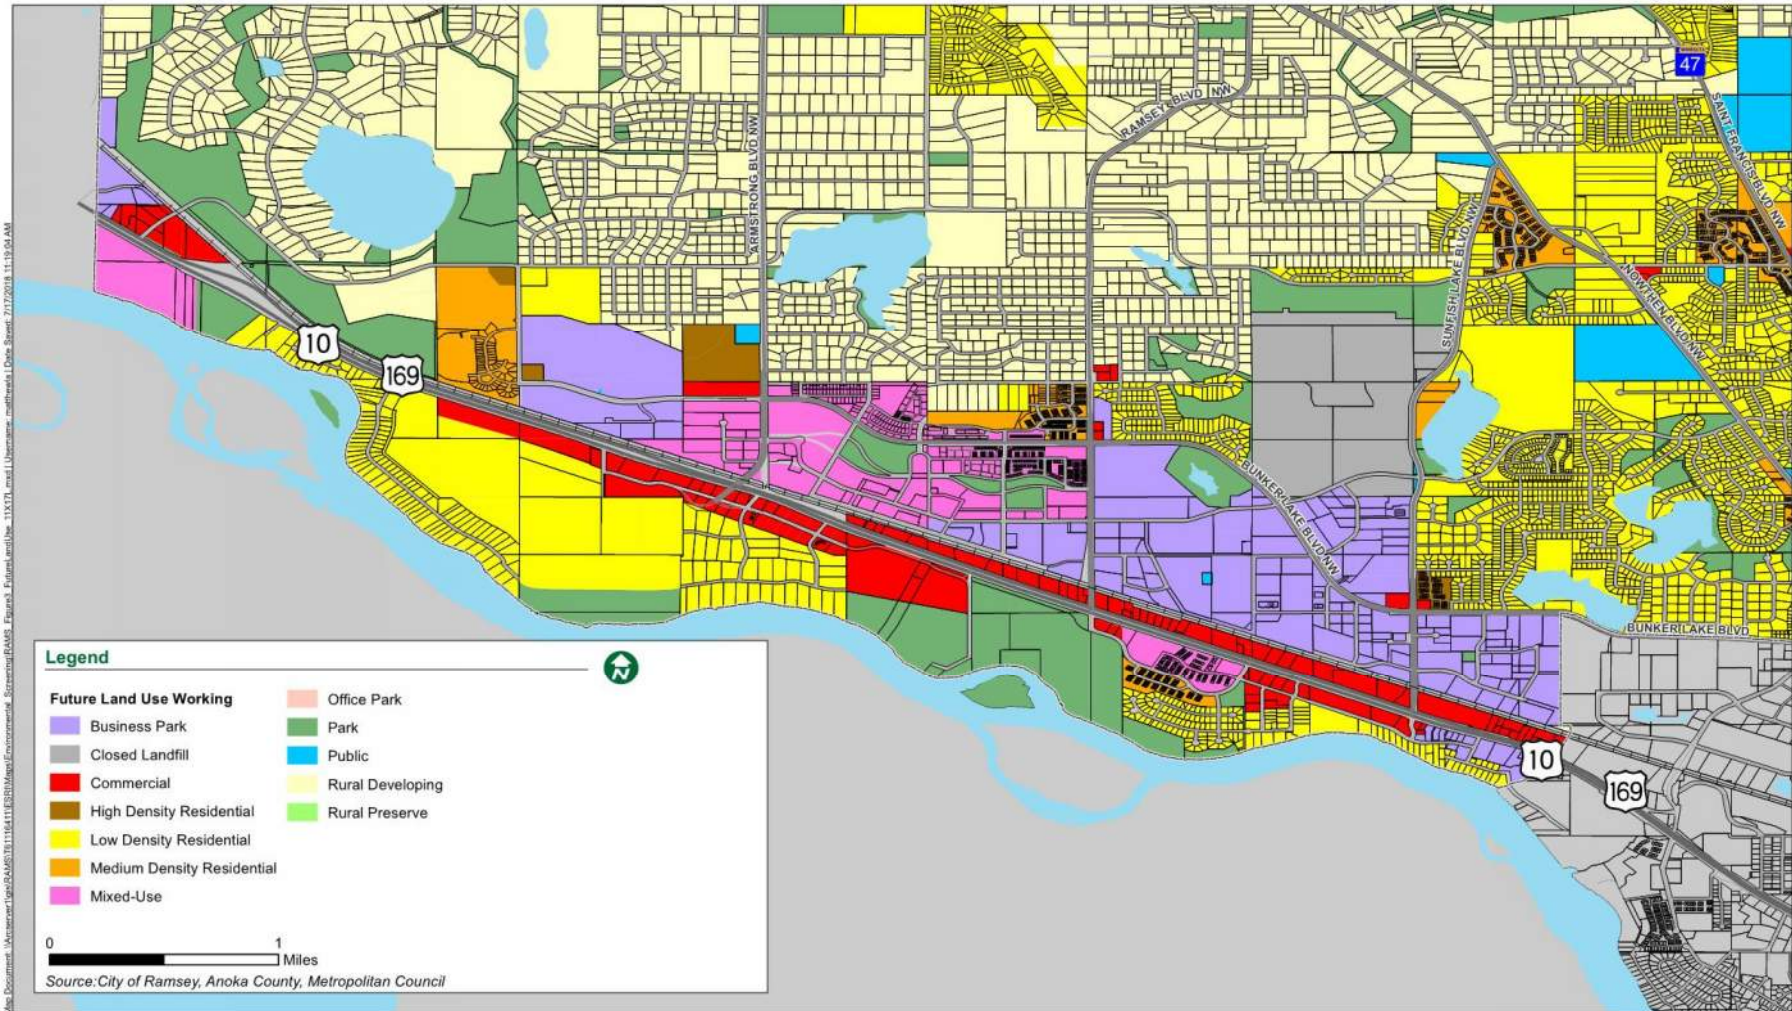 47
RAMSEY BLVD NW
SAINT FRANCIS BLVD NW
ARMSTRONG BLVD NW
SUNFISH LAKE BLVD NW
NOWTHEN BLVD NW
10
169
BUNKER LAKE BLVD NW
BUNKER LAKE BLVD
10
169
Legend
N
Future Land Use Working
Business Park
Closed Landfill
Commercial
High Density Residential
Low Density Residential
Medium Density Residential
Mixed-Use
Office Park
Park
Public
Rural Developing
Rural Preserve
0 1
Miles
Source:City of Ramsey, Anoka County, Metropolitan Council